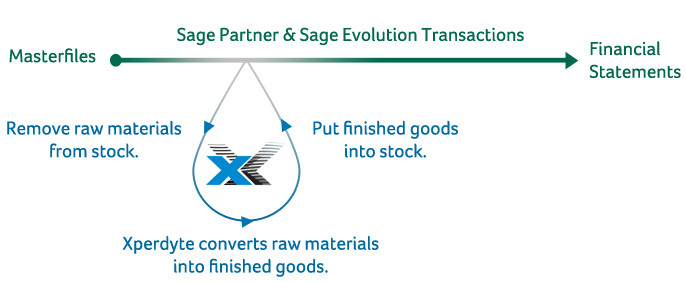 Sage Partner & Sage Evolution Transactions
Masterfiles
Financial
Statements
Remove raw materials
from stock.
Put finished goods
into stock.
Xperdyte converts raw materials
into finished goods.